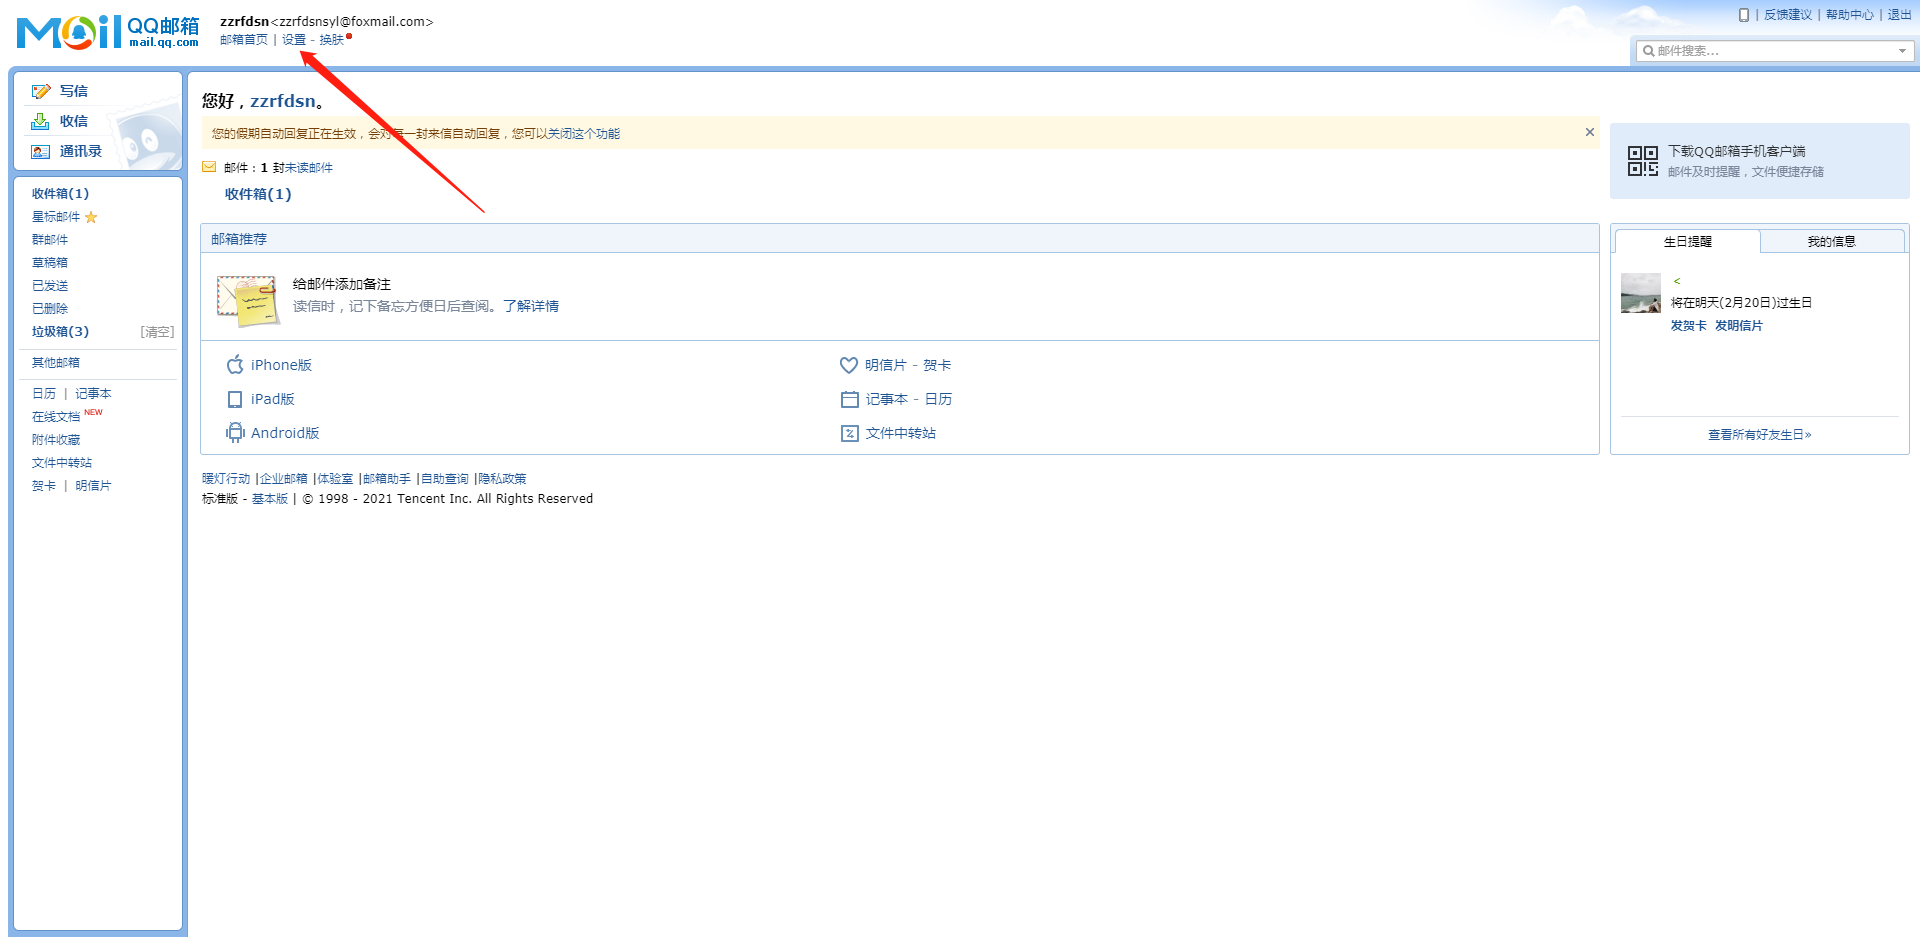 Mail QQ邮箱
mail.qq.com
zzrfdsn<zzrfdsnsyl@foxmail.com>
邮箱首页 | 设置 - 换肤
| 反馈建议 | 帮助中心 | 退出
邮件搜索...
写信
收信
通讯录
收件箱(1)
星标邮件
群邮件
草稿箱
已发送
已删除
垃圾箱(3) [清空]
其他邮箱
日历 | 记事本
在线文档 NEW
附件收藏
文件中转站
贺卡 | 明信片
您好，zzrfdsn。
您的假期自动回复正在生效，会对每一封来信自动回复，您可以关闭这个功能
邮件：1 封未读邮件
收件箱(1)
邮箱推荐
给邮件添加备注
读信时，记下备忘方便日后查阅。了解详情
iPhone版
明信片 - 贺卡
iPad版
记事本 - 日历
Android版
文件中转站
下载QQ邮箱手机客户端
邮件及时提醒，文件便捷存储
生日提醒
我的信息
<
将在明天(2月20日)过生日
发贺卡 发明信片
查看所有好友生日»
暖灯行动 |企业邮箱 |体验室 |邮箱助手 |自助查询 |隐私政策
标准版 - 基本版 | © 1998 - 2021 Tencent Inc. All Rights Reserved